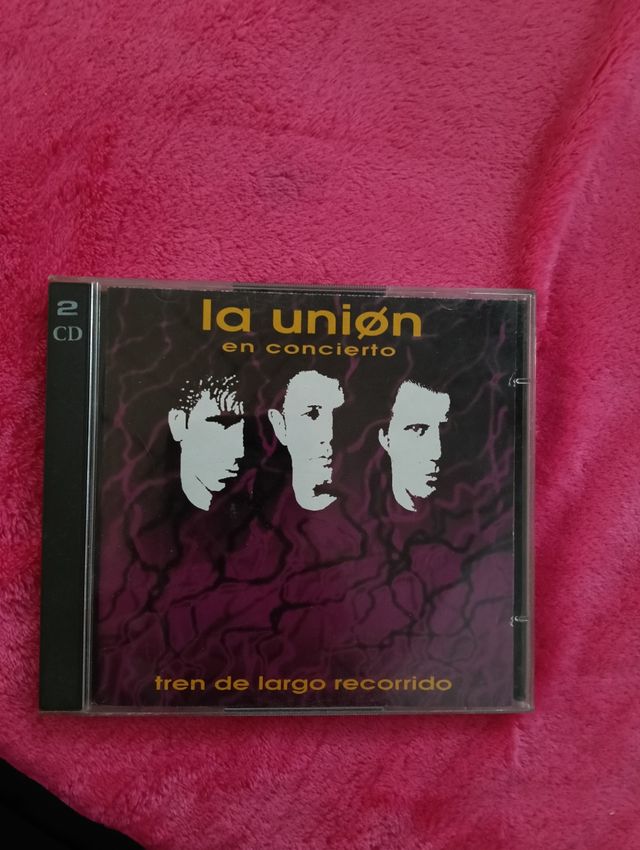 2
CD
la uniøn
en concierto
tren de largo recorrido